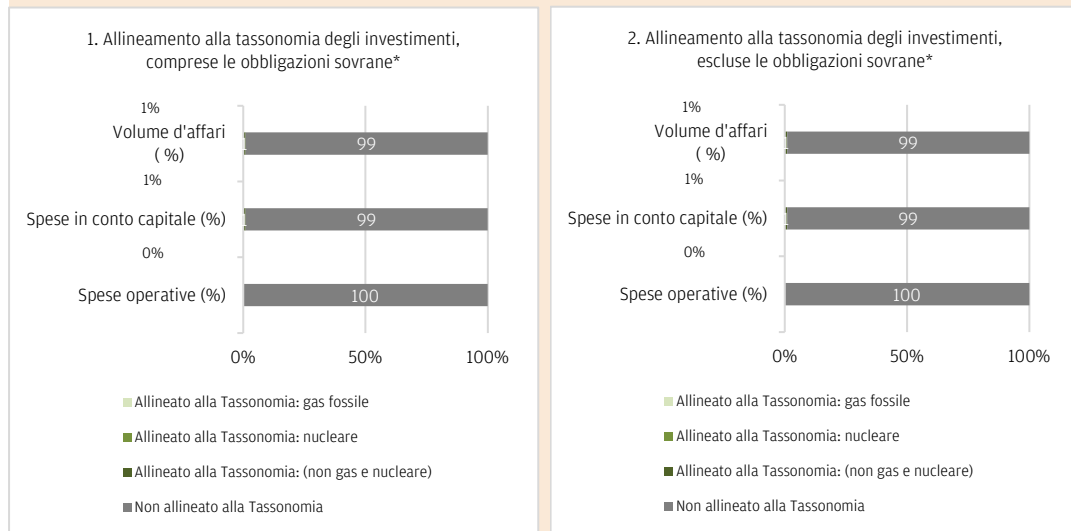 1. Allineamento alla tassonomia degli investimenti,
comprese le obbligazioni sovrane*
1%
Volume d'affari
( %)
1
99
1%
Spese in conto capitale (%)
1
99
0%
Spese operative (%)
100
0%
50%
100%
Allineato alla Tassonomia: gas fossile
Allineato alla Tassonomia: nucleare
Allineato alla Tassonomia: (non gas e nucleare)
Non allineato alla Tassonomia
2. Allineamento alla tassonomia degli investimenti,
escluse le obbligazioni sovrane*
1%
Volume d'affari
( %)
1
99
1%
Spese in conto capitale (%)
1
99
0%
Spese operative (%)
100
0%
50%
100%
Allineato alla Tassonomia: gas fossile
Allineato alla Tassonomia: nucleare
Allineato alla Tassonomia: (non gas e nucleare)
Non allineato alla Tassonomia